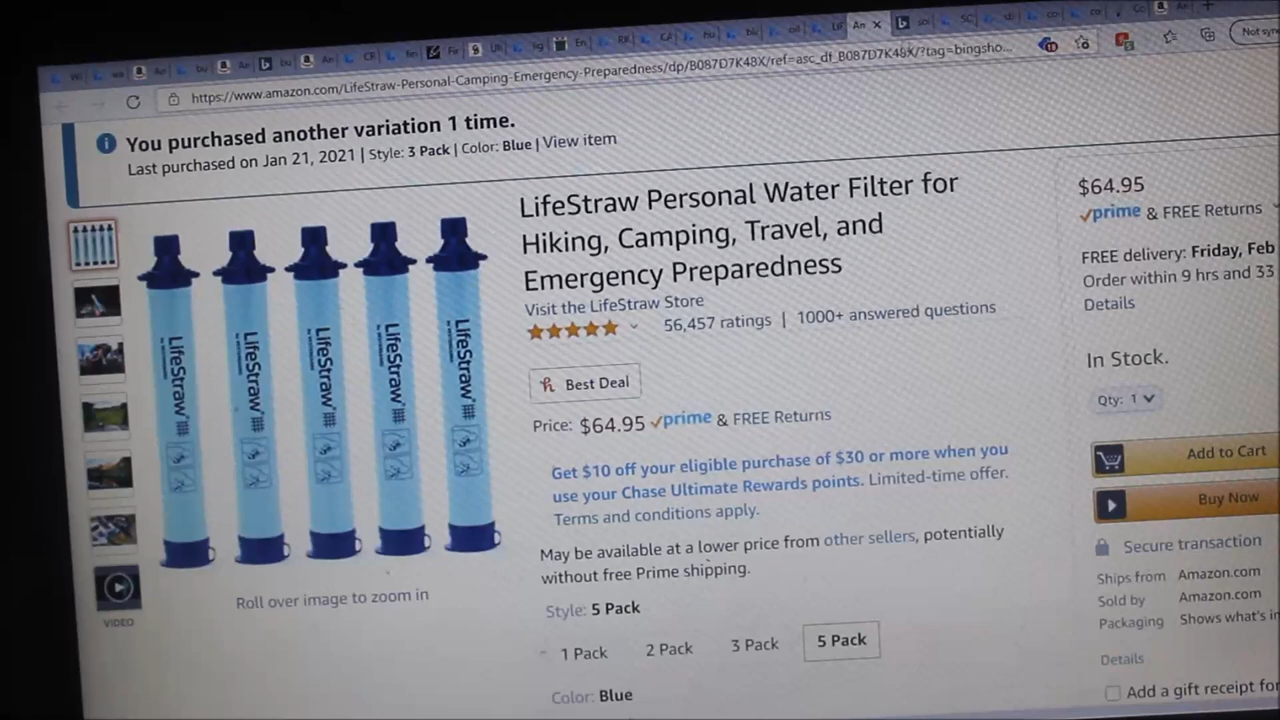 https://www.amazon.com/LifeStraw-Personal-Camping-Emergency-Preparedness/dp/B087D7K48X/ref=asc_df_B087D7K48X/?tag=bingsho...
You purchased another variation 1 time.
Last purchased on Jan 21, 2021 | Style: 3 Pack | Color: Blue | View item
LifeStraw Personal Water Filter for
Hiking, Camping, Travel, and
Emergency Preparedness
Visit the LifeStraw Store
56,457 ratings | 1000+ answered questions
Best Deal
Price: $64.95 prime & FREE Returns
Get $10 off your eligible purchase of $30 or more when you
use your Chase Ultimate Rewards points. Limited-time offer.
Terms and conditions apply.
May be available at a lower price from other sellers, potentially
without free Prime shipping.
Style: 5 Pack
1 Pack 2 Pack 3 Pack 5 Pack
Color: Blue
LifeStraw
LifeStraw
LifeStraw
LifeStraw
LifeStraw
Roll over image to zoom in
VIDEO
$64.95
prime & FREE Returns
FREE delivery: Friday, Feb
Order within 9 hrs and 33
Details
In Stock.
Qty: 1
Add to Cart
Buy Now
Secure transaction
Ships from Amazon.com
Sold by Amazon.com
Packaging Shows what's in
Details
Add a gift receipt for